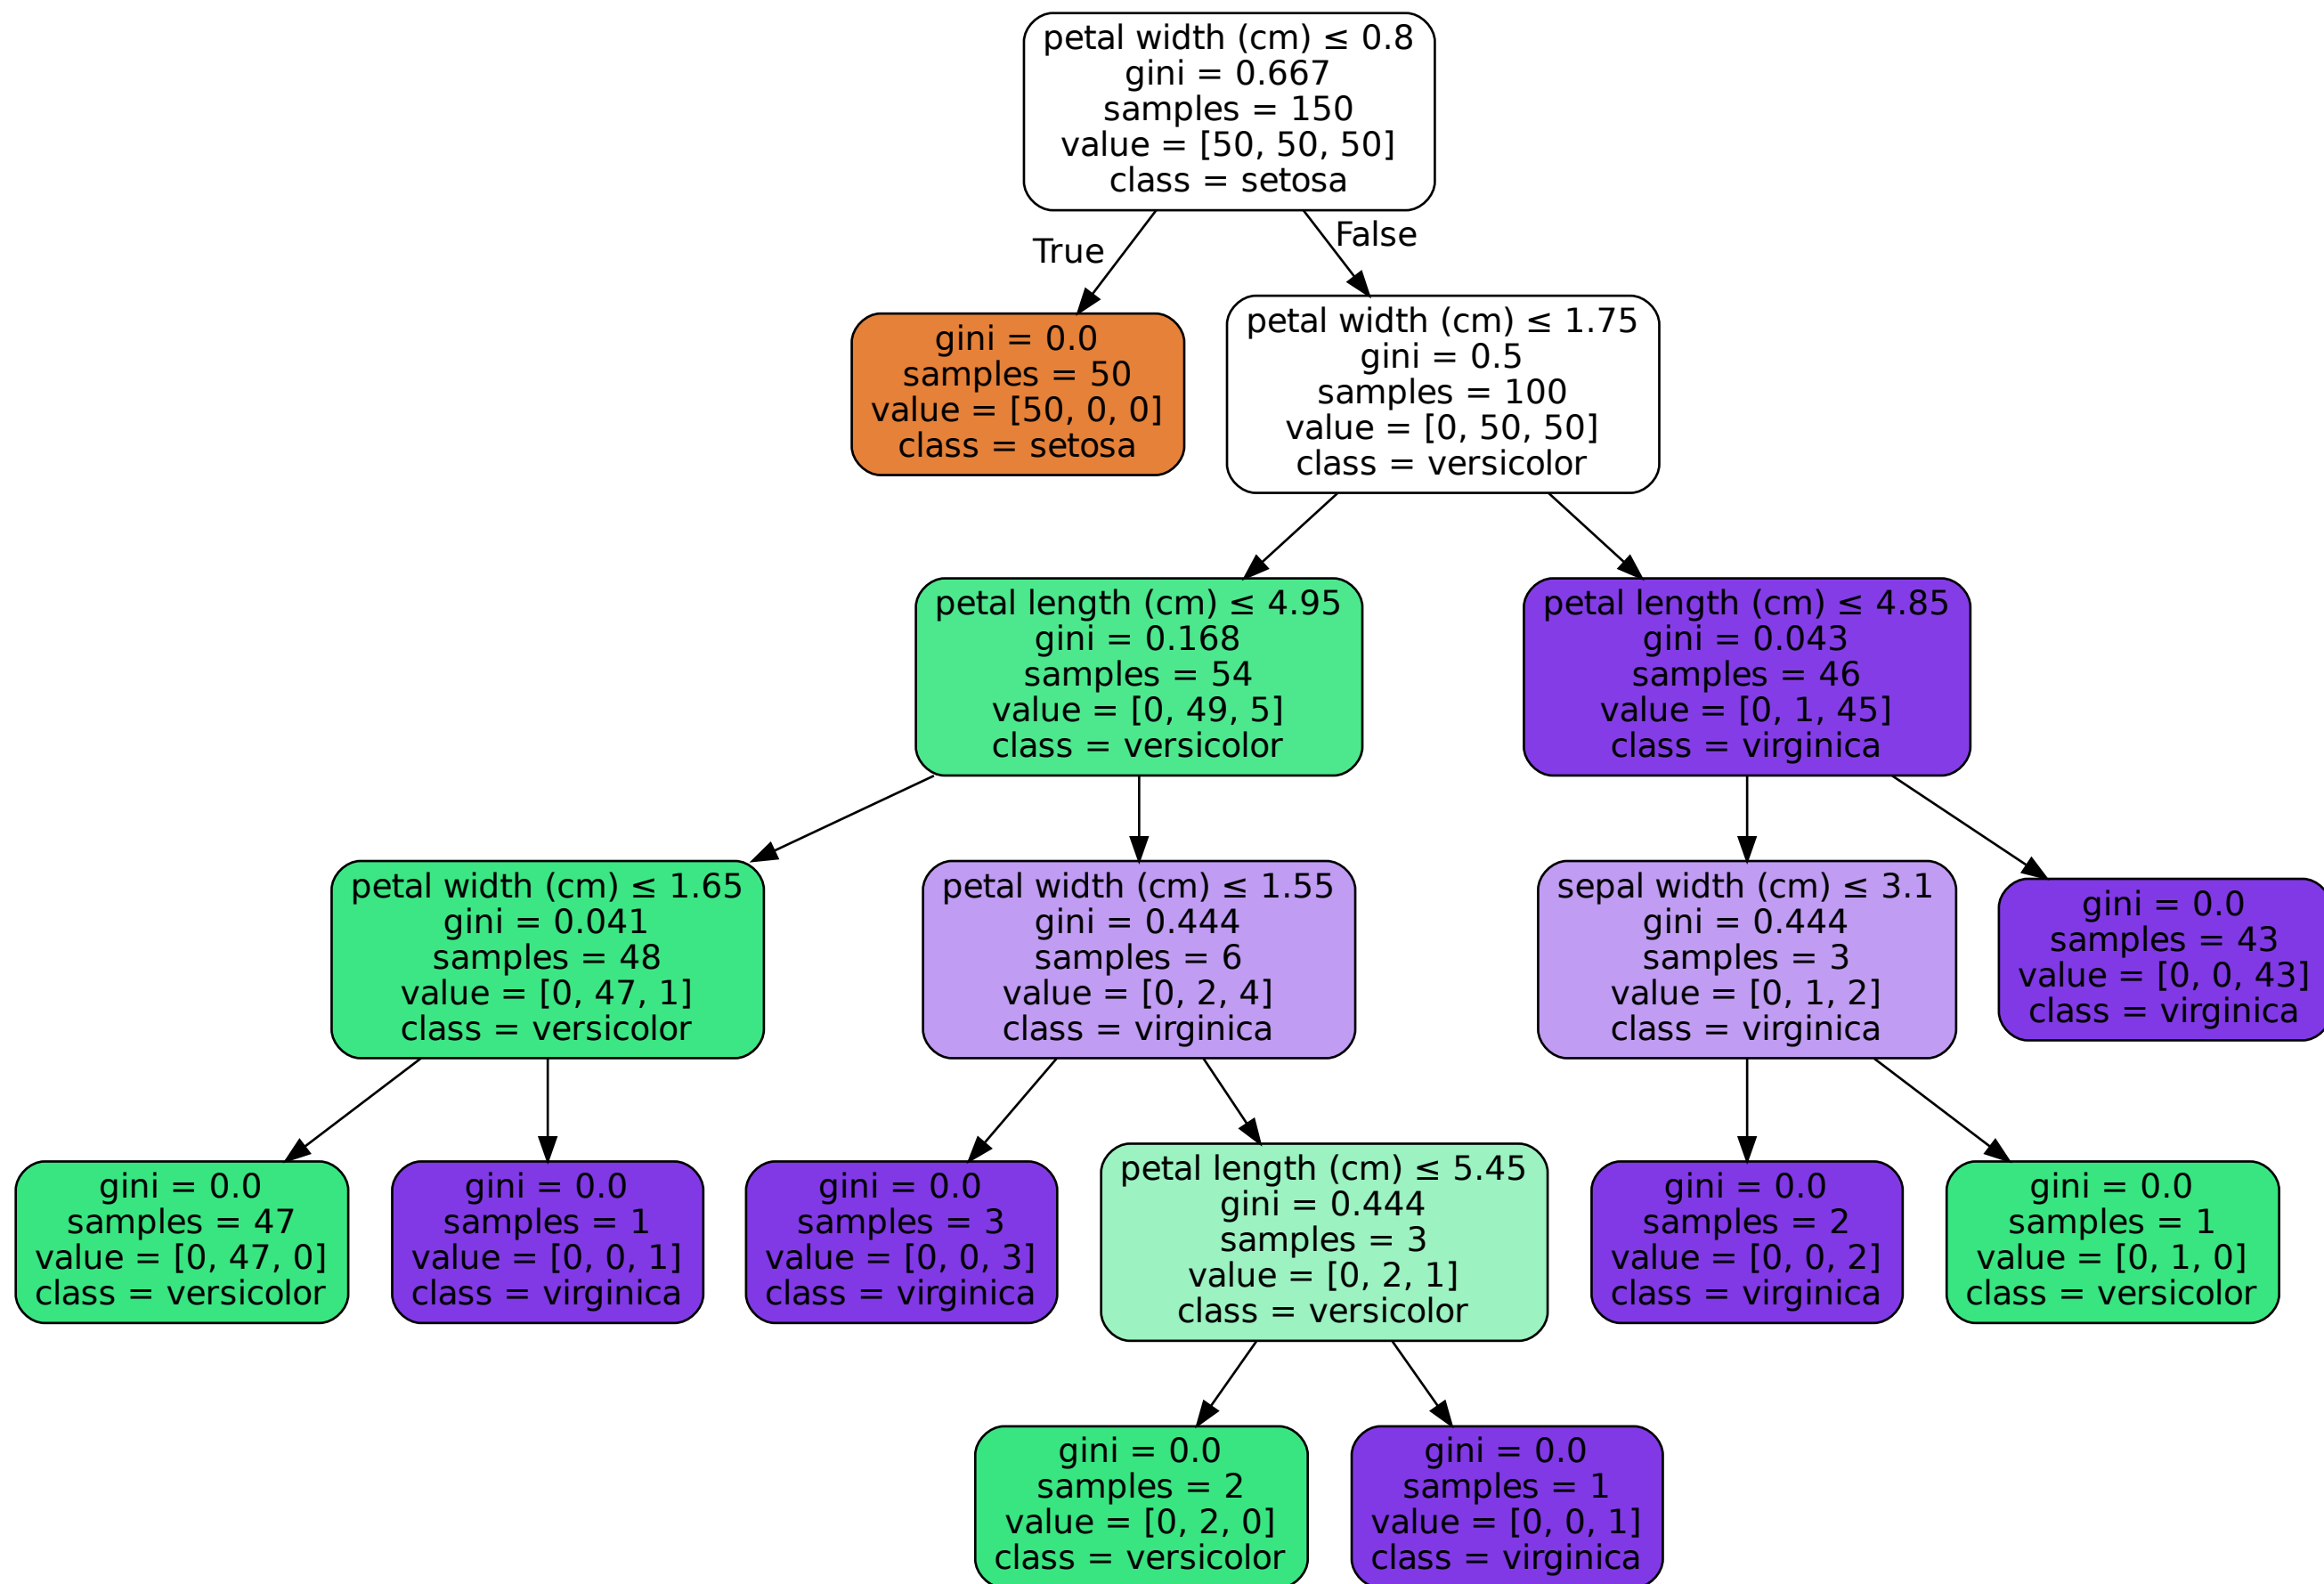 petal width (cm) ≤ 0.8
gini = 0.667
samples = 150
value = [50, 50, 50]
class = setosa
True
False
gini = 0.0
samples = 50
value = [50, 0, 0]
class = setosa
petal width (cm) ≤ 1.75
gini = 0.5
samples = 100
value = [0, 50, 50]
class = versicolor
petal length (cm) ≤ 4.95
gini = 0.168
samples = 54
value = [0, 49, 5]
class = versicolor
petal length (cm) ≤ 4.85
gini = 0.043
samples = 46
value = [0, 1, 45]
class = virginica
petal width (cm) ≤ 1.65
gini = 0.041
samples = 48
value = [0, 47, 1]
class = versicolor
petal width (cm) ≤ 1.55
gini = 0.444
samples = 6
value = [0, 2, 4]
class = virginica
sepal width (cm) ≤ 3.1
gini = 0.444
samples = 3
value = [0, 1, 2]
class = virginica
gini = 0.0
samples = 43
value = [0, 0, 43]
class = virginica
gini = 0.0
samples = 47
value = [0, 47, 0]
class = versicolor
gini = 0.0
samples = 1
value = [0, 0, 1]
class = virginica
gini = 0.0
samples = 3
value = [0, 0, 3]
class = virginica
petal length (cm) ≤ 5.45
gini = 0.444
samples = 3
value = [0, 2, 1]
class = versicolor
gini = 0.0
samples = 2
value = [0, 0, 2]
class = virginica
gini = 0.0
samples = 1
value = [0, 1, 0]
class = versicolor
gini = 0.0
samples = 2
value = [0, 2, 0]
class = versicolor
gini = 0.0
samples = 1
value = [0, 0, 1]
class = virginica